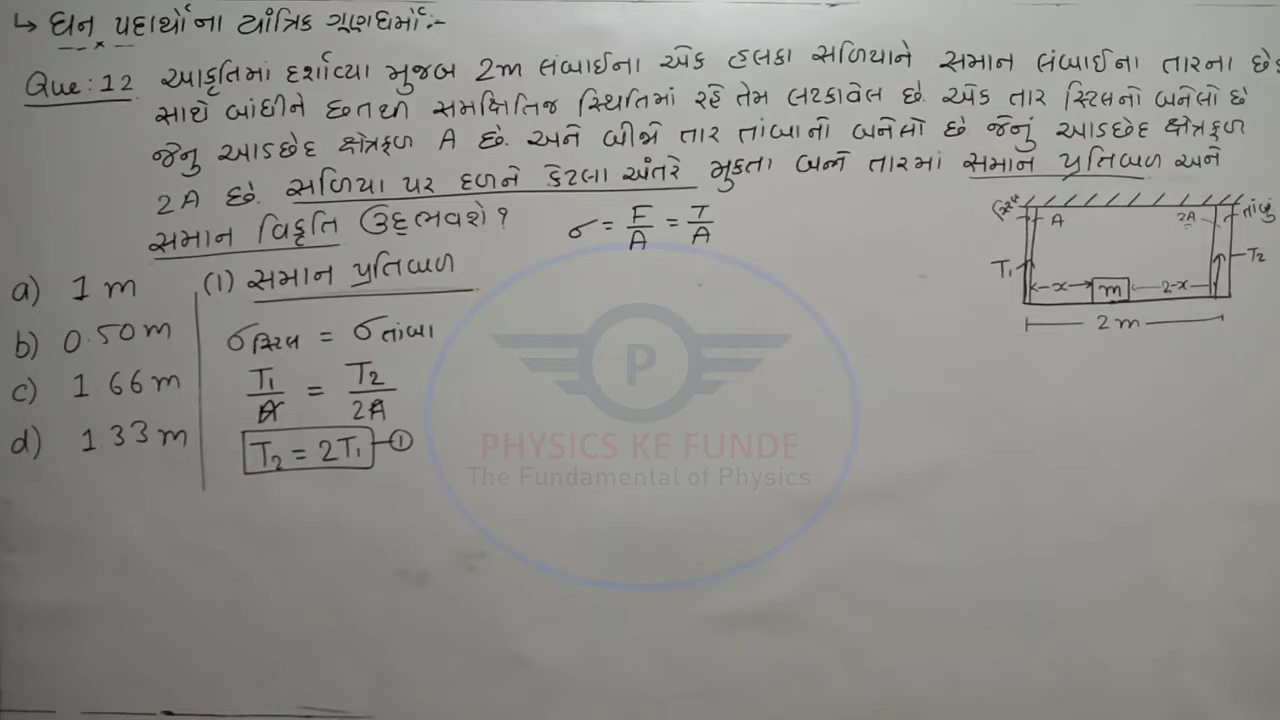 ↳ ઘન પદાર્થોના યાંત્રિક ગુણધર્મો:-
Que: 12 આકૃતિમાં દર્શાવ્યા મુજબ 2m લંબાઈના એક હલકા સળિયાને સમાન લંબાઈના તારના છેડ
સાથે બાંધીને છતથી સમક્ષિતિજ સ્થિતિમાં રહે તેમ લટકાવેલ છે. એક તાર સ્ટિલનો બનેલો છે
જેનુ આડછેદ ક્ષેત્રફળ A છે. અને બીજો તાર તાંબાનો બનેલો છે જેનું આડછેદ ક્ષેત્રફળ
2A છે. સળિયા પર દળને કેટલા અંતરે મુકતા બન્ને તારમાં સમાન પ્રતિબળ અને
સમાન વિકૃતિ ઉદ્ભવશે?
σ = F/A = T/A
A 2A તાંબુ
T₁ T₂
x m 2-x
2m
a) 1 m
b) 0.50m
c) 1.66m
d) 1.33m
(1) સમાન પ્રતિબળ
σસ્ટિલ = σતાંબા
T₁/A = T₂/2A
T₂ = 2T₁ - ①
P
PHYSICS KE FUNDE
The Fundamental of Physics